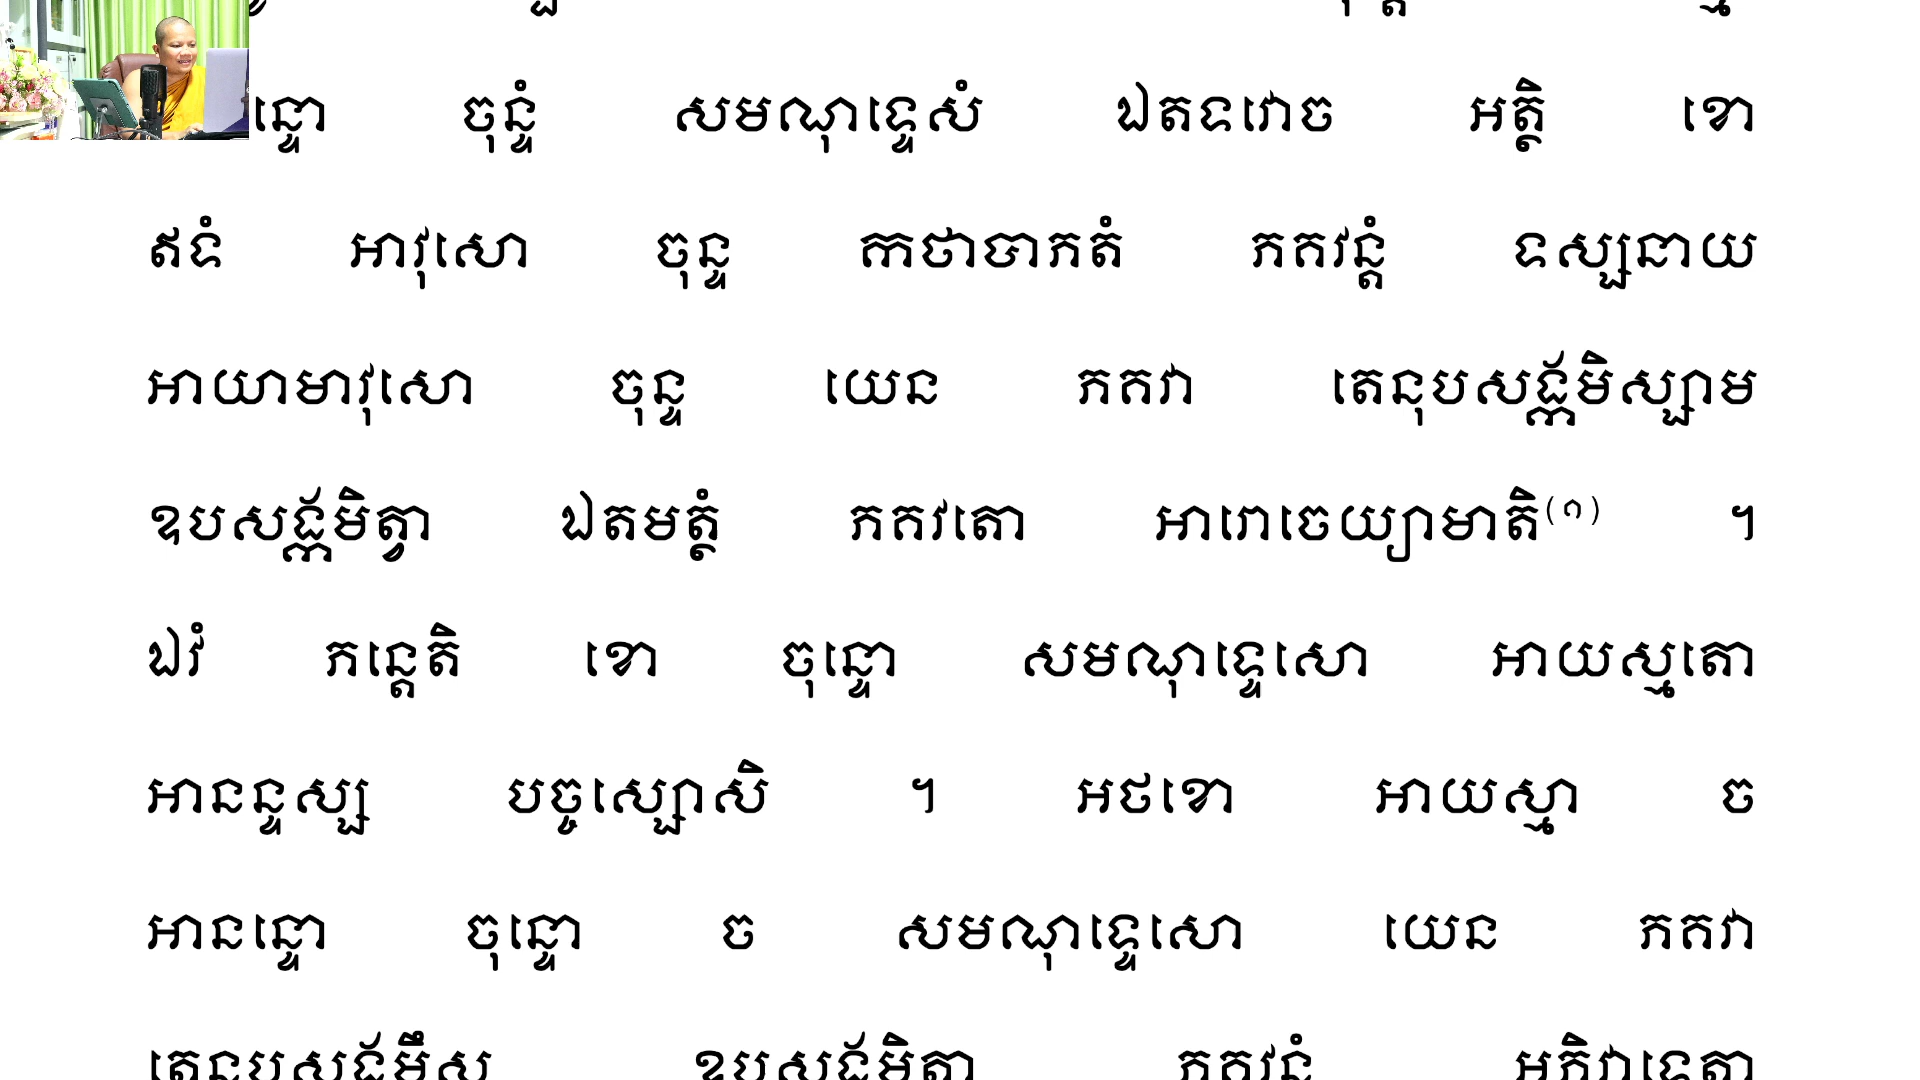 ន្ទោ ចុន្ទំ សមណុទ្ទេសំ ឯតទវោច អត្ថិ ខោ
ឥទំ អាវុសោ ចុន្ទ កថាបាភតំ ភគវន្តំ ទស្សនាយ
អាយាមាវុសោ ចុន្ទ យេន ភគវា តេនុបសង្កមិស្សាម
ឧបសង្កមិត្វា ឯតមត្ថំ ភគវតោ អារោចេយ្យាមាតិ(១) ។
ឯវំ ភន្តេតិ ខោ ចុន្ទោ សមណុទ្ទេសោ អាយស្មតោ
អានន្ទស្ស បច្ចស្សោសិ ។ អថខោ អាយស្មា ច
អានន្ទោ ចុន្ទោ ច សមណុទ្ទេសោ យេន ភគវា